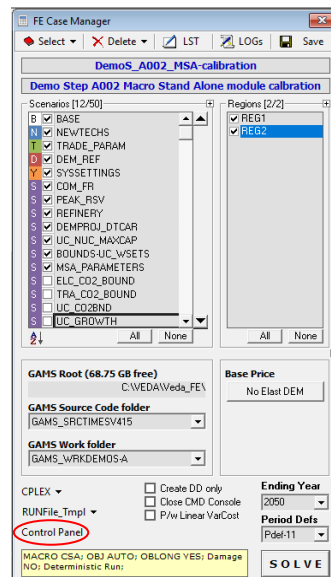 FE Case Manager
Select Delete LST LOGs Save
DemoS_A002_MSA-calibration
Demo Step A002 Macro Stand Alone module calbration
Scenarios [12/50]
B BASE
N NEWTECHS
T TRADE_PARAM
D DEM_REF
Y SYSSETTINGS
S COM_FR
S PEAK_RSV
S REFINERY
S DEMPROJ_DTCAR
S UC_NUC_MAXCAP
S BOUNDS-UC_WSETS
S MSA_PARAMETERS
S ELC_CO2_BOUND
S TRA_CO2_BOUND
S UC_CO2BND
S UC_GROWTH
All None
Regions [2/2]
REG1
REG2
All None
GAMS Root (68.75 GB free)
C:\VEDA\Veda_FE\
GAMS Source Code folder
GAMS_SRCTIMESV415
GAMS Work folder
GAMS_WRKDEMOS-A
Base Price
No Elast DEM
CPLEX
RUNFile_Tmpl
Control Panel
Create DD only
Close CMD Console
P/w Linear VarCost
Ending Year
2050
Period Defs
Pdef-11
MACRO CSA; OBJ AUTO; OBLONG YES; Damage
NO; Deterministic Run;
SOLVE